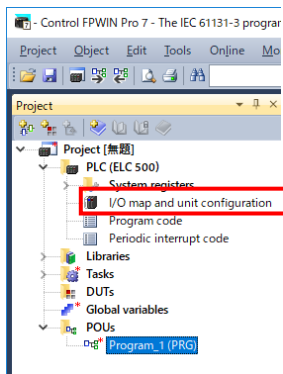 - Control FPWIN Pro 7 - The IEC 61131-3 program
Project Object Edit Tools Online Mo
Project
Project [無題]
PLC (ELC 500)
System registers
I/O map and unit configuration
Program code
Periodic interrupt code
Libraries
Tasks
DUTs
Global variables
POUs
Program_1 (PRG)